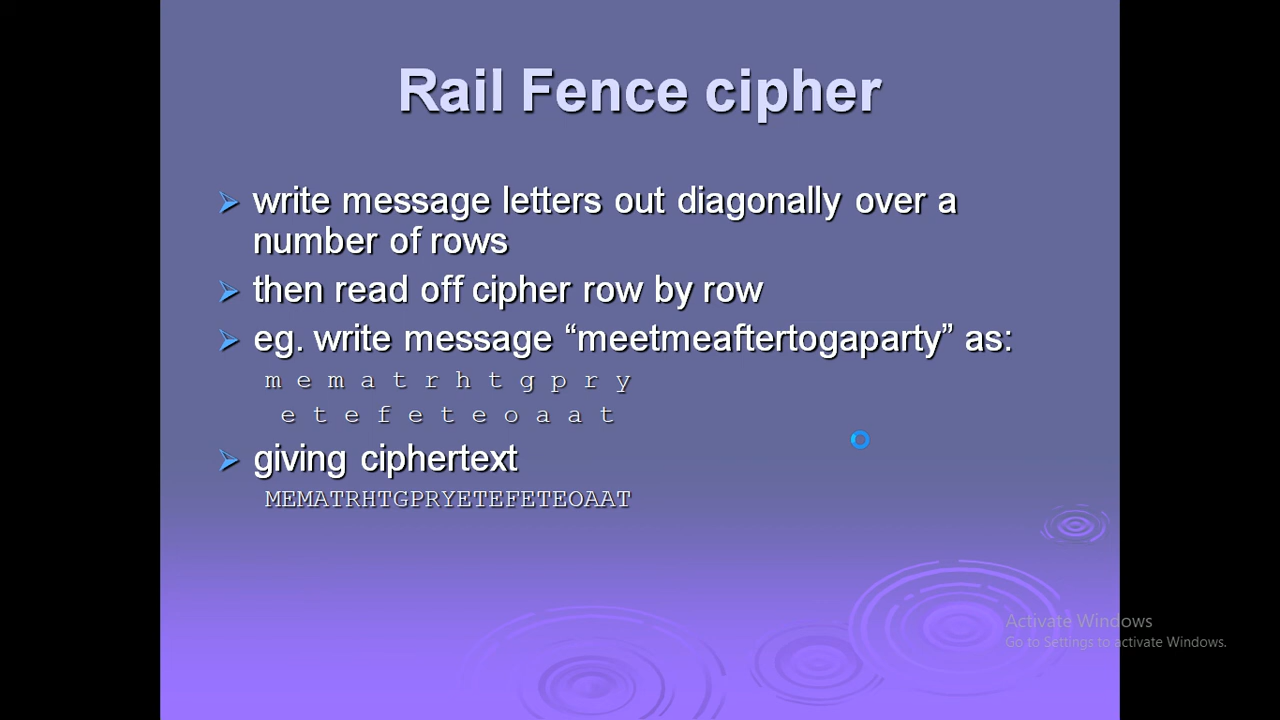 Rail Fence cipher
write message letters out diagonally over a
number of rows
then read off cipher row by row
eg. write message “meetmeaftertogaparty” as:
m e m a t r h t g p r y
e t e f e t e o a a t
giving ciphertext
MEMATRHTGPRYETEFETEOAAT
Activate Windows
Go to Settings to activate Windows.